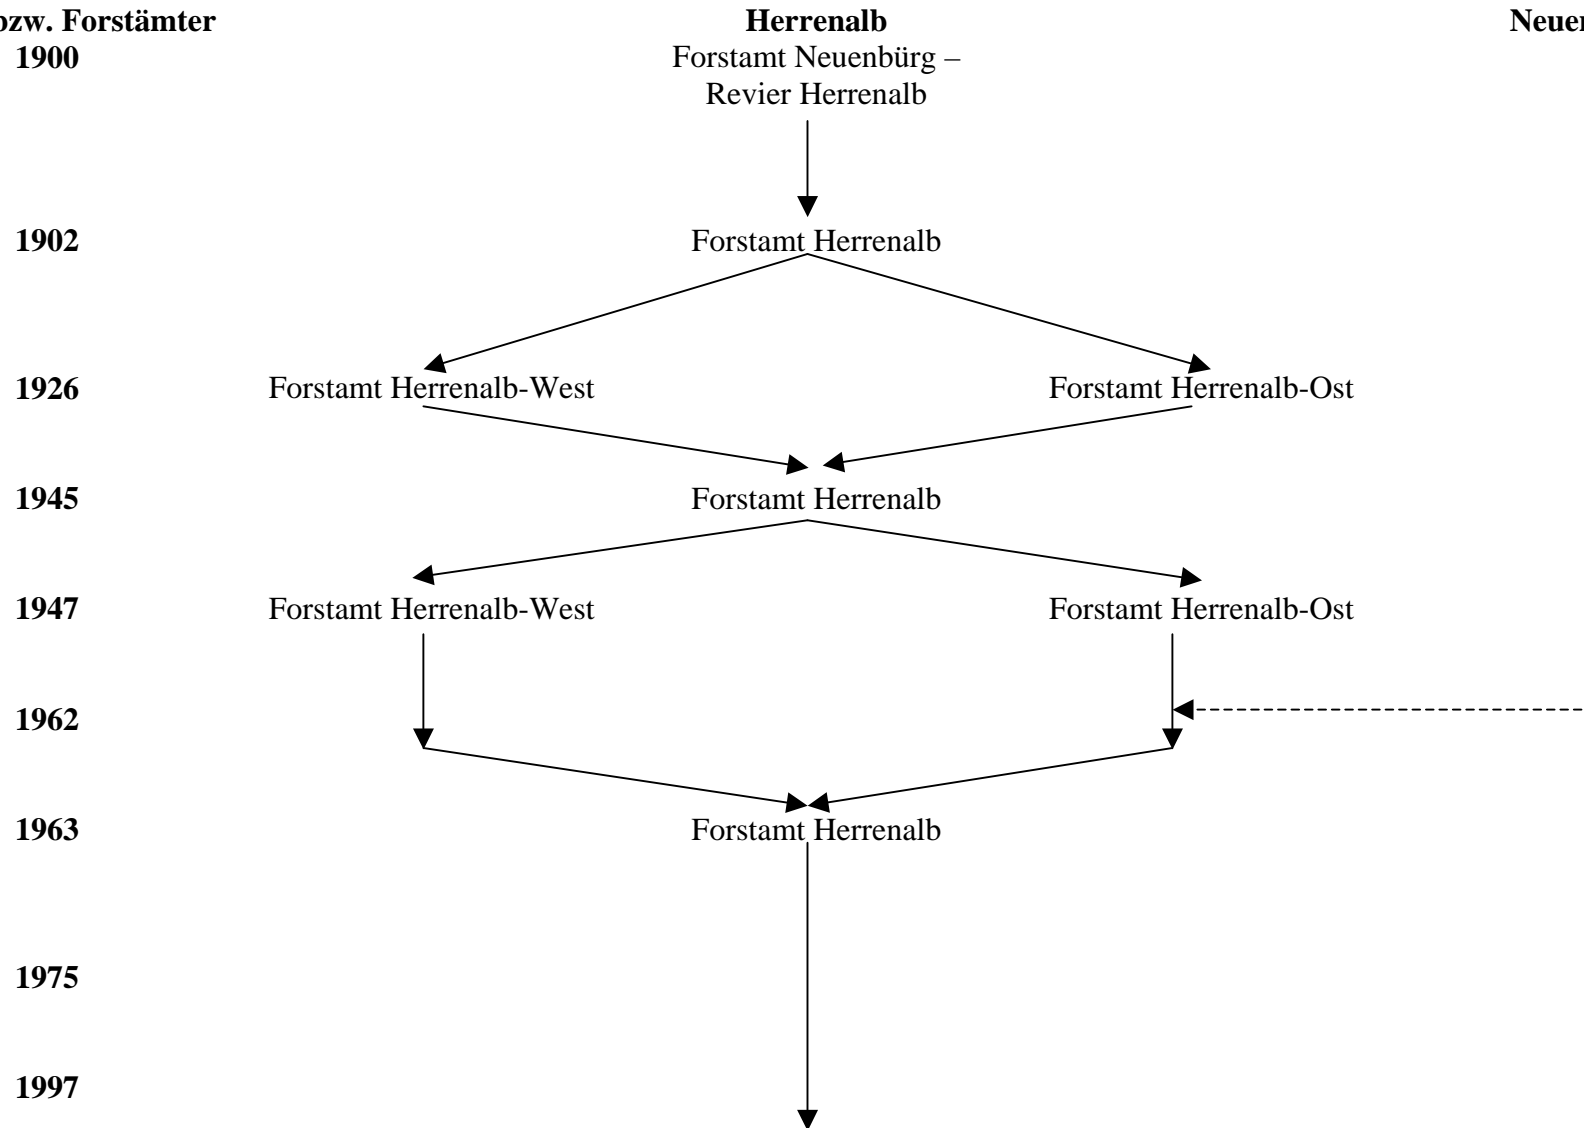 bzw. Forstämter Herrenalb
1900 Forstamt Neuenbürg –
Revier Herrenalb
1902 Forstamt Herrenalb
1926 Forstamt Herrenalb-West Forstamt Herrenalb-Ost
1945 Forstamt Herrenalb
1947 Forstamt Herrenalb-West Forstamt Herrenalb-Ost
1962
1963 Forstamt Herrenalb
1975
1997